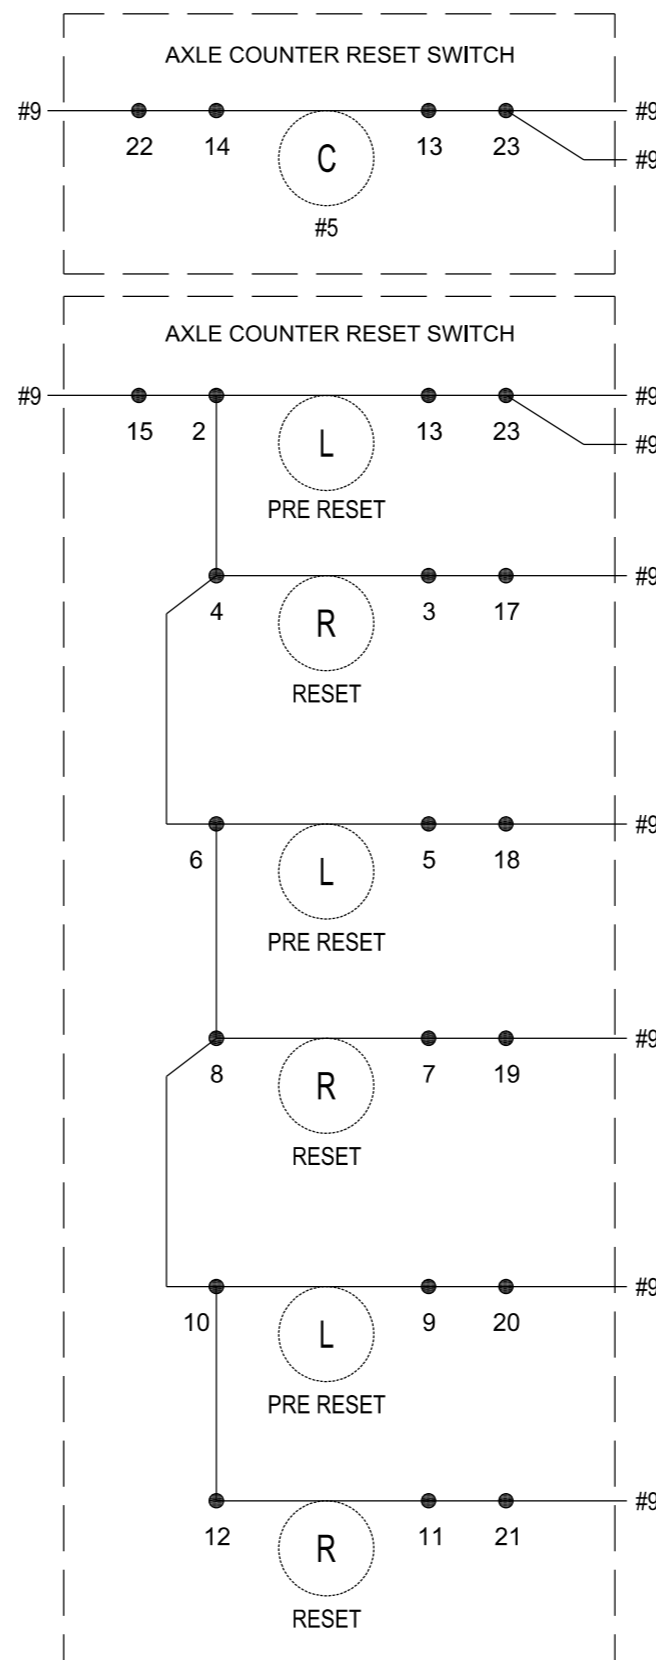 AXLE COUNTER RESET SWITCH
#9 #9
22 14 C 13 23
#9
#5
AXLE COUNTER RESET SWITCH
#9 #9
15 2 L 13 23
#9
PRE RESET
#9
4 R 3 17
RESET
#9
6 L 5 18
PRE RESET
#9
8 R 7 19
RESET
#9
10 L 9 20
PRE RESET
#9
12 R 11 21
RESET